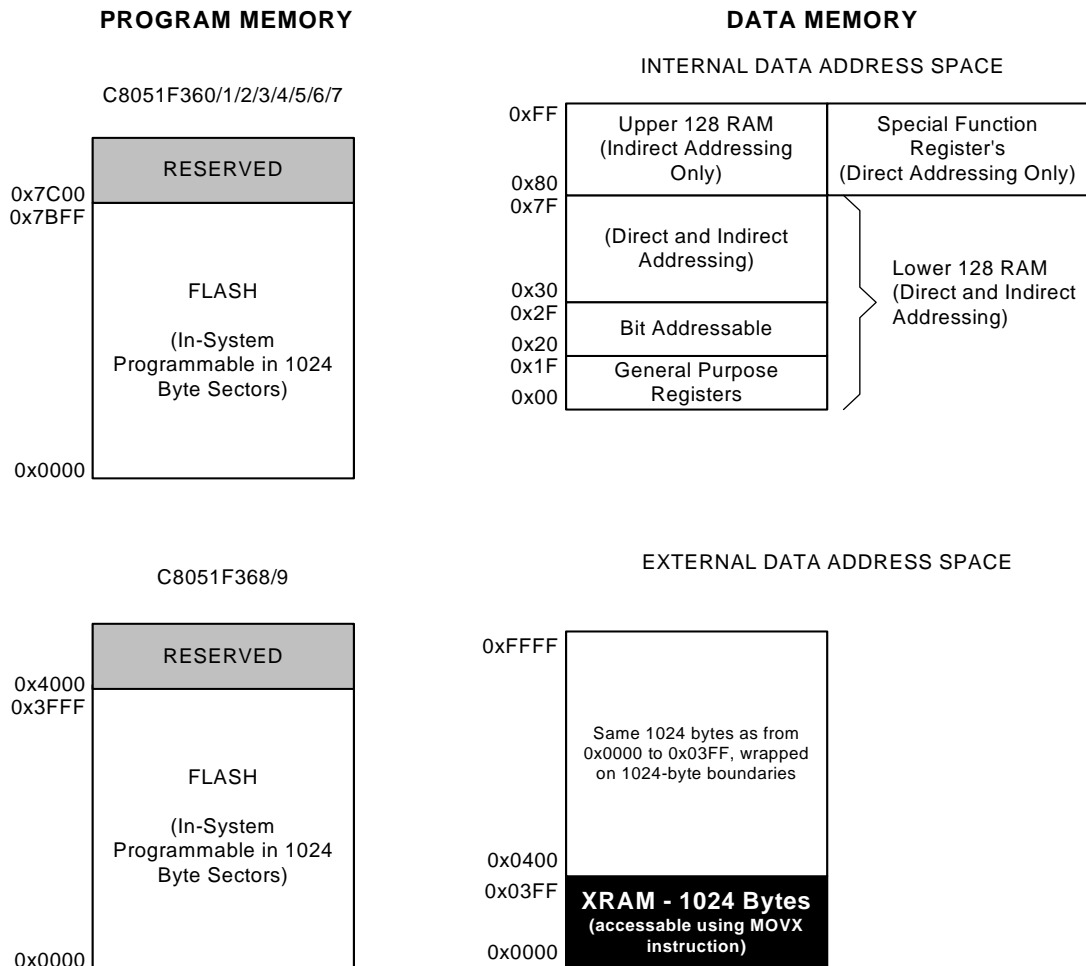 PROGRAM MEMORY
C8051F360/1/2/3/4/5/6/7
RESERVED
0x7C00
0x7BFF
FLASH
(In-System
Programmable in 1024
Byte Sectors)
0x0000
C8051F368/9
RESERVED
0x4000
0x3FFF
FLASH
(In-System
Programmable in 1024
Byte Sectors)
0x0000
DATA MEMORY
INTERNAL DATA ADDRESS SPACE
0xFF
Upper 128 RAM
(Indirect Addressing
Only)
Special Function
Register's
(Direct Addressing Only)
0x80
0x7F
(Direct and Indirect
Addressing)
Lower 128 RAM
(Direct and Indirect
Addressing)
0x30
0x2F
Bit Addressable
0x20
0x1F
General Purpose
Registers
0x00
EXTERNAL DATA ADDRESS SPACE
0xFFFF
Same 1024 bytes as from
0x0000 to 0x03FF, wrapped
on 1024-byte boundaries
0x0400
0x03FF
XRAM - 1024 Bytes
(accessable using MOVX
instruction)
0x0000